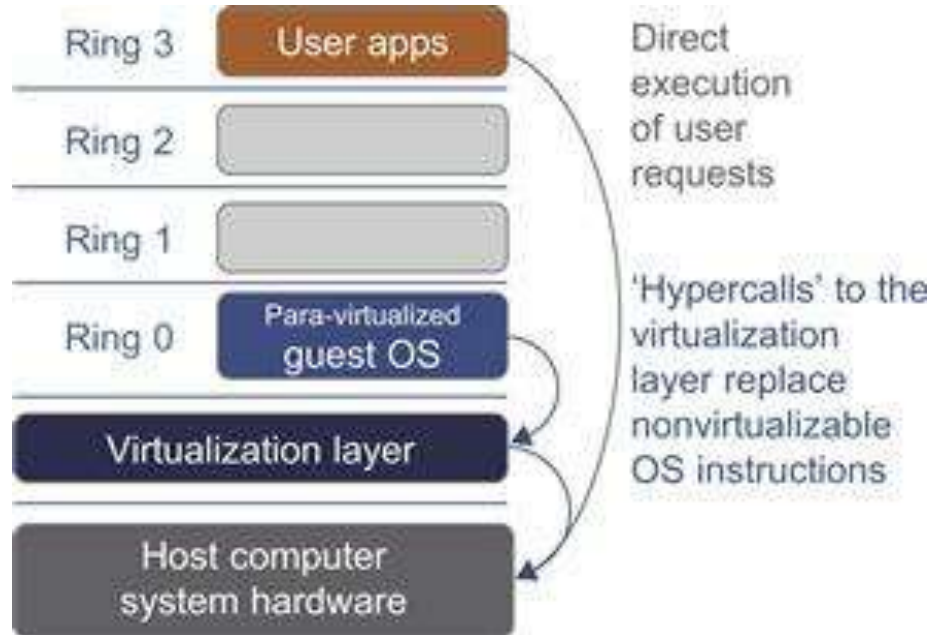 Ring 3
User apps
Direct
execution
of user
requests
Ring 2
Ring 1
Ring 0
Para-virtualized
guest OS
'Hypercalls' to the
virtualization
layer replace
nonvirtualizable
OS instructions
Virtualization layer
Host computer
system hardware